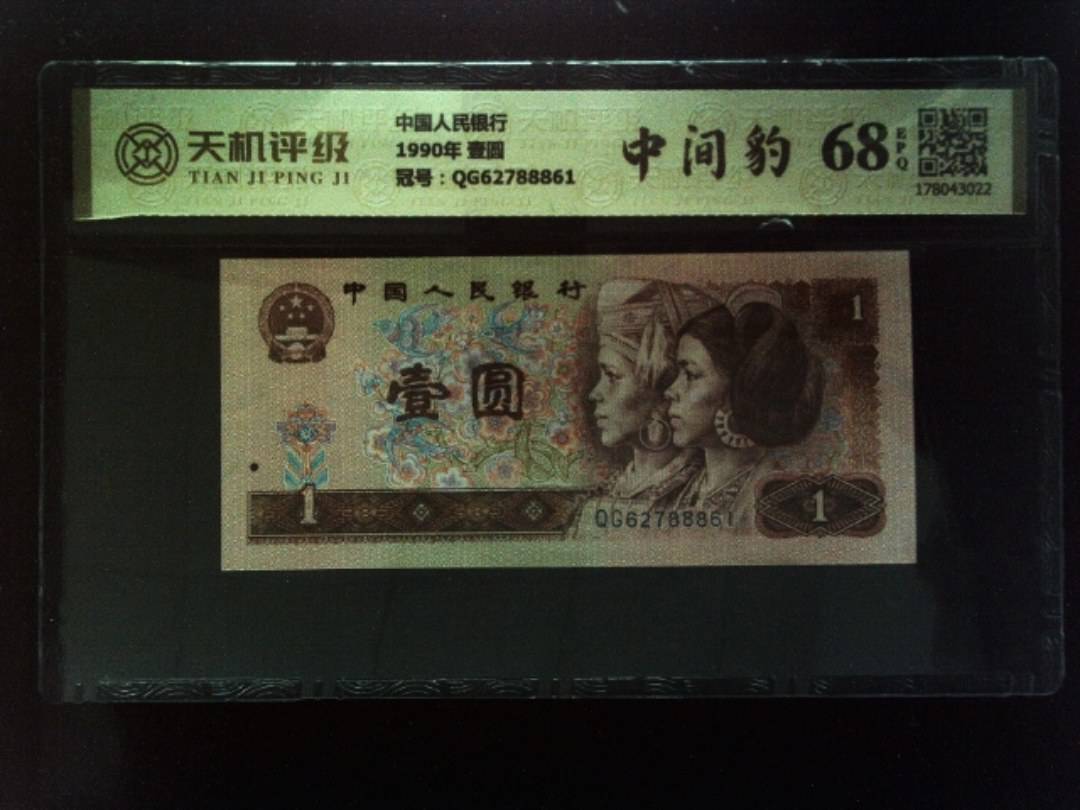 天机评级
TIAN JI PING JI
中国人民银行
1990年 壹圆
冠号：QG62788861
中间豹
68
EPQ
178043022
中国人民银行
1
壹圆
1
QG62788861
1